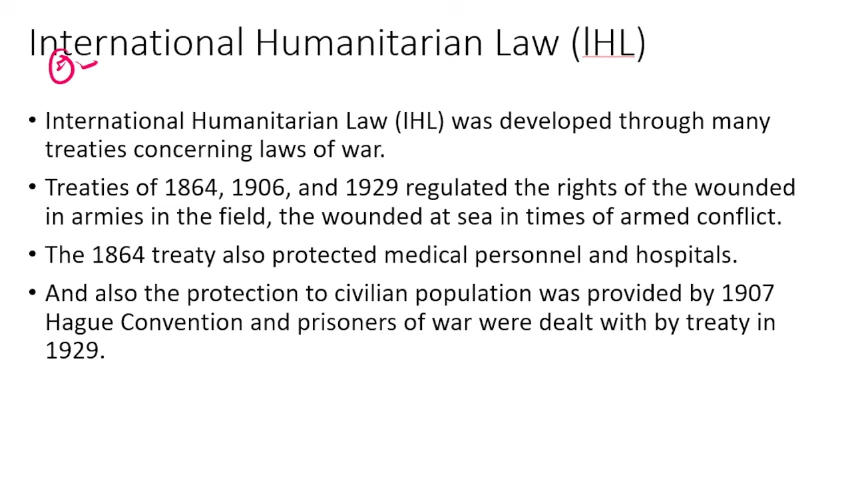 International Humanitarian Law (IHL)
• International Humanitarian Law (IHL) was developed through many
treaties concerning laws of war.
• Treaties of 1864, 1906, and 1929 regulated the rights of the wounded
in armies in the field, the wounded at sea in times of armed conflict.
• The 1864 treaty also protected medical personnel and hospitals.
• And also the protection to civilian population was provided by 1907
Hague Convention and prisoners of war were dealt with by treaty in
1929.